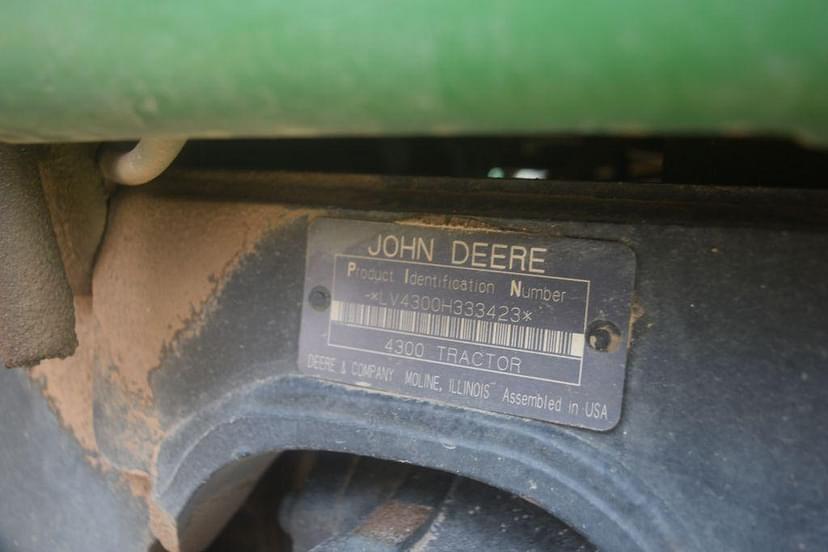 JOHN DEERE
Product Identification Number
-*LV4300H333423*
4300 TRACTOR
DEERE & COMPANY MOLINE, ILLINOIS Assembled in USA